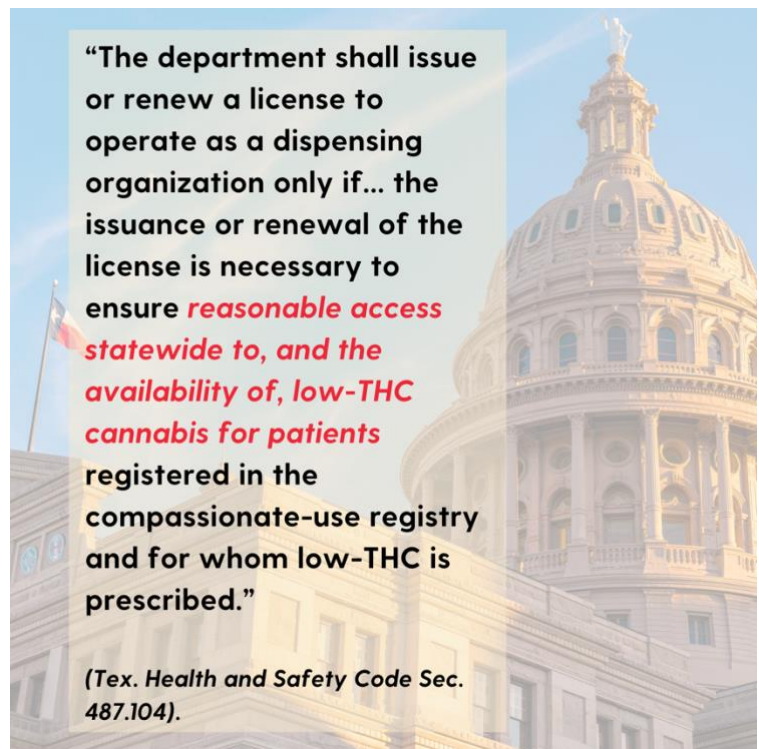 “The department shall issue
or renew a license to
operate as a dispensing
organization only if... the
issuance or renewal of the
license is necessary to
ensure reasonable access
statewide to, and the
availability of, low-THC
cannabis for patients
registered in the
compassionate-use registry
and for whom low-THC is
prescribed.”
(Tex. Health and Safety Code Sec.
487.104).